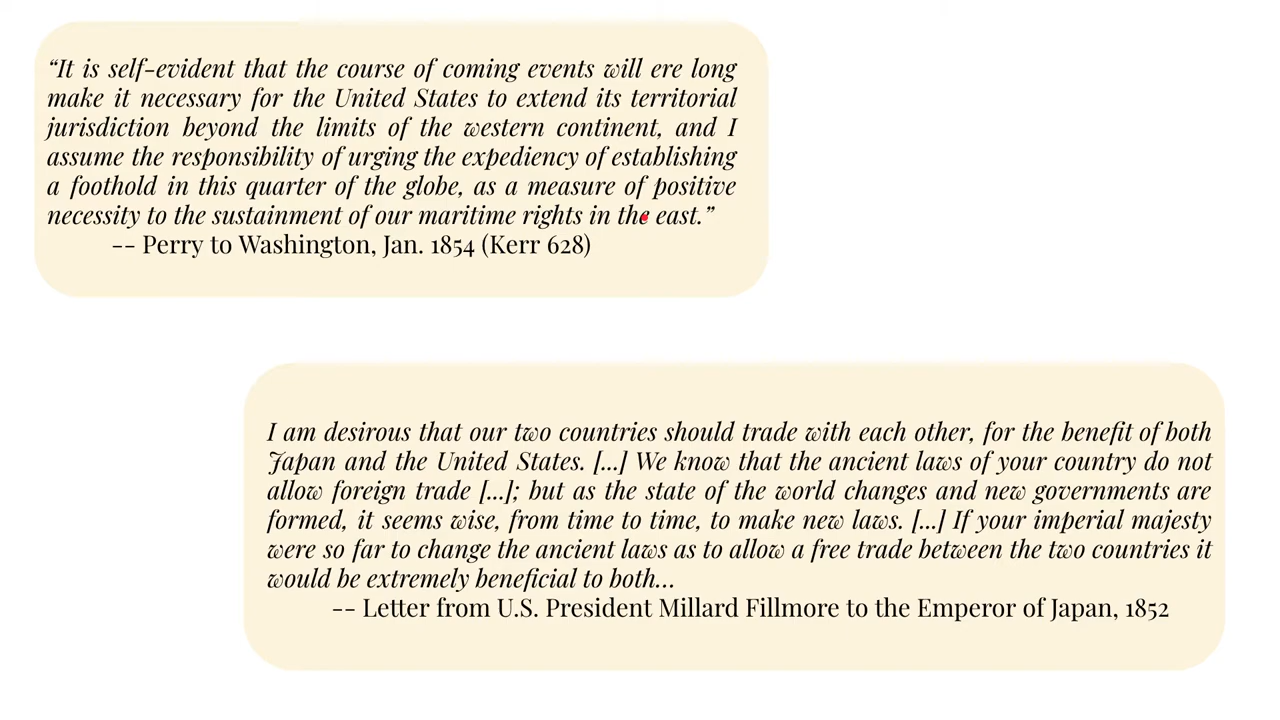 “It is self-evident that the course of coming events will ere long
make it necessary for the United States to extend its territorial
jurisdiction beyond the limits of the western continent, and I
assume the responsibility of urging the expediency of establishing
a foothold in this quarter of the globe, as a measure of positive
necessity to the sustainment of our maritime rights in the east.”
-- Perry to Washington, Jan. 1854 (Kerr 628)
I am desirous that our two countries should trade with each other, for the benefit of both
Japan and the United States. [...] We know that the ancient laws of your country do not
allow foreign trade [...]; but as the state of the world changes and new governments are
formed, it seems wise, from time to time, to make new laws. [...] If your imperial majesty
were so far to change the ancient laws as to allow a free trade between the two countries it
would be extremely beneficial to both...
-- Letter from U.S. President Millard Fillmore to the Emperor of Japan, 1852